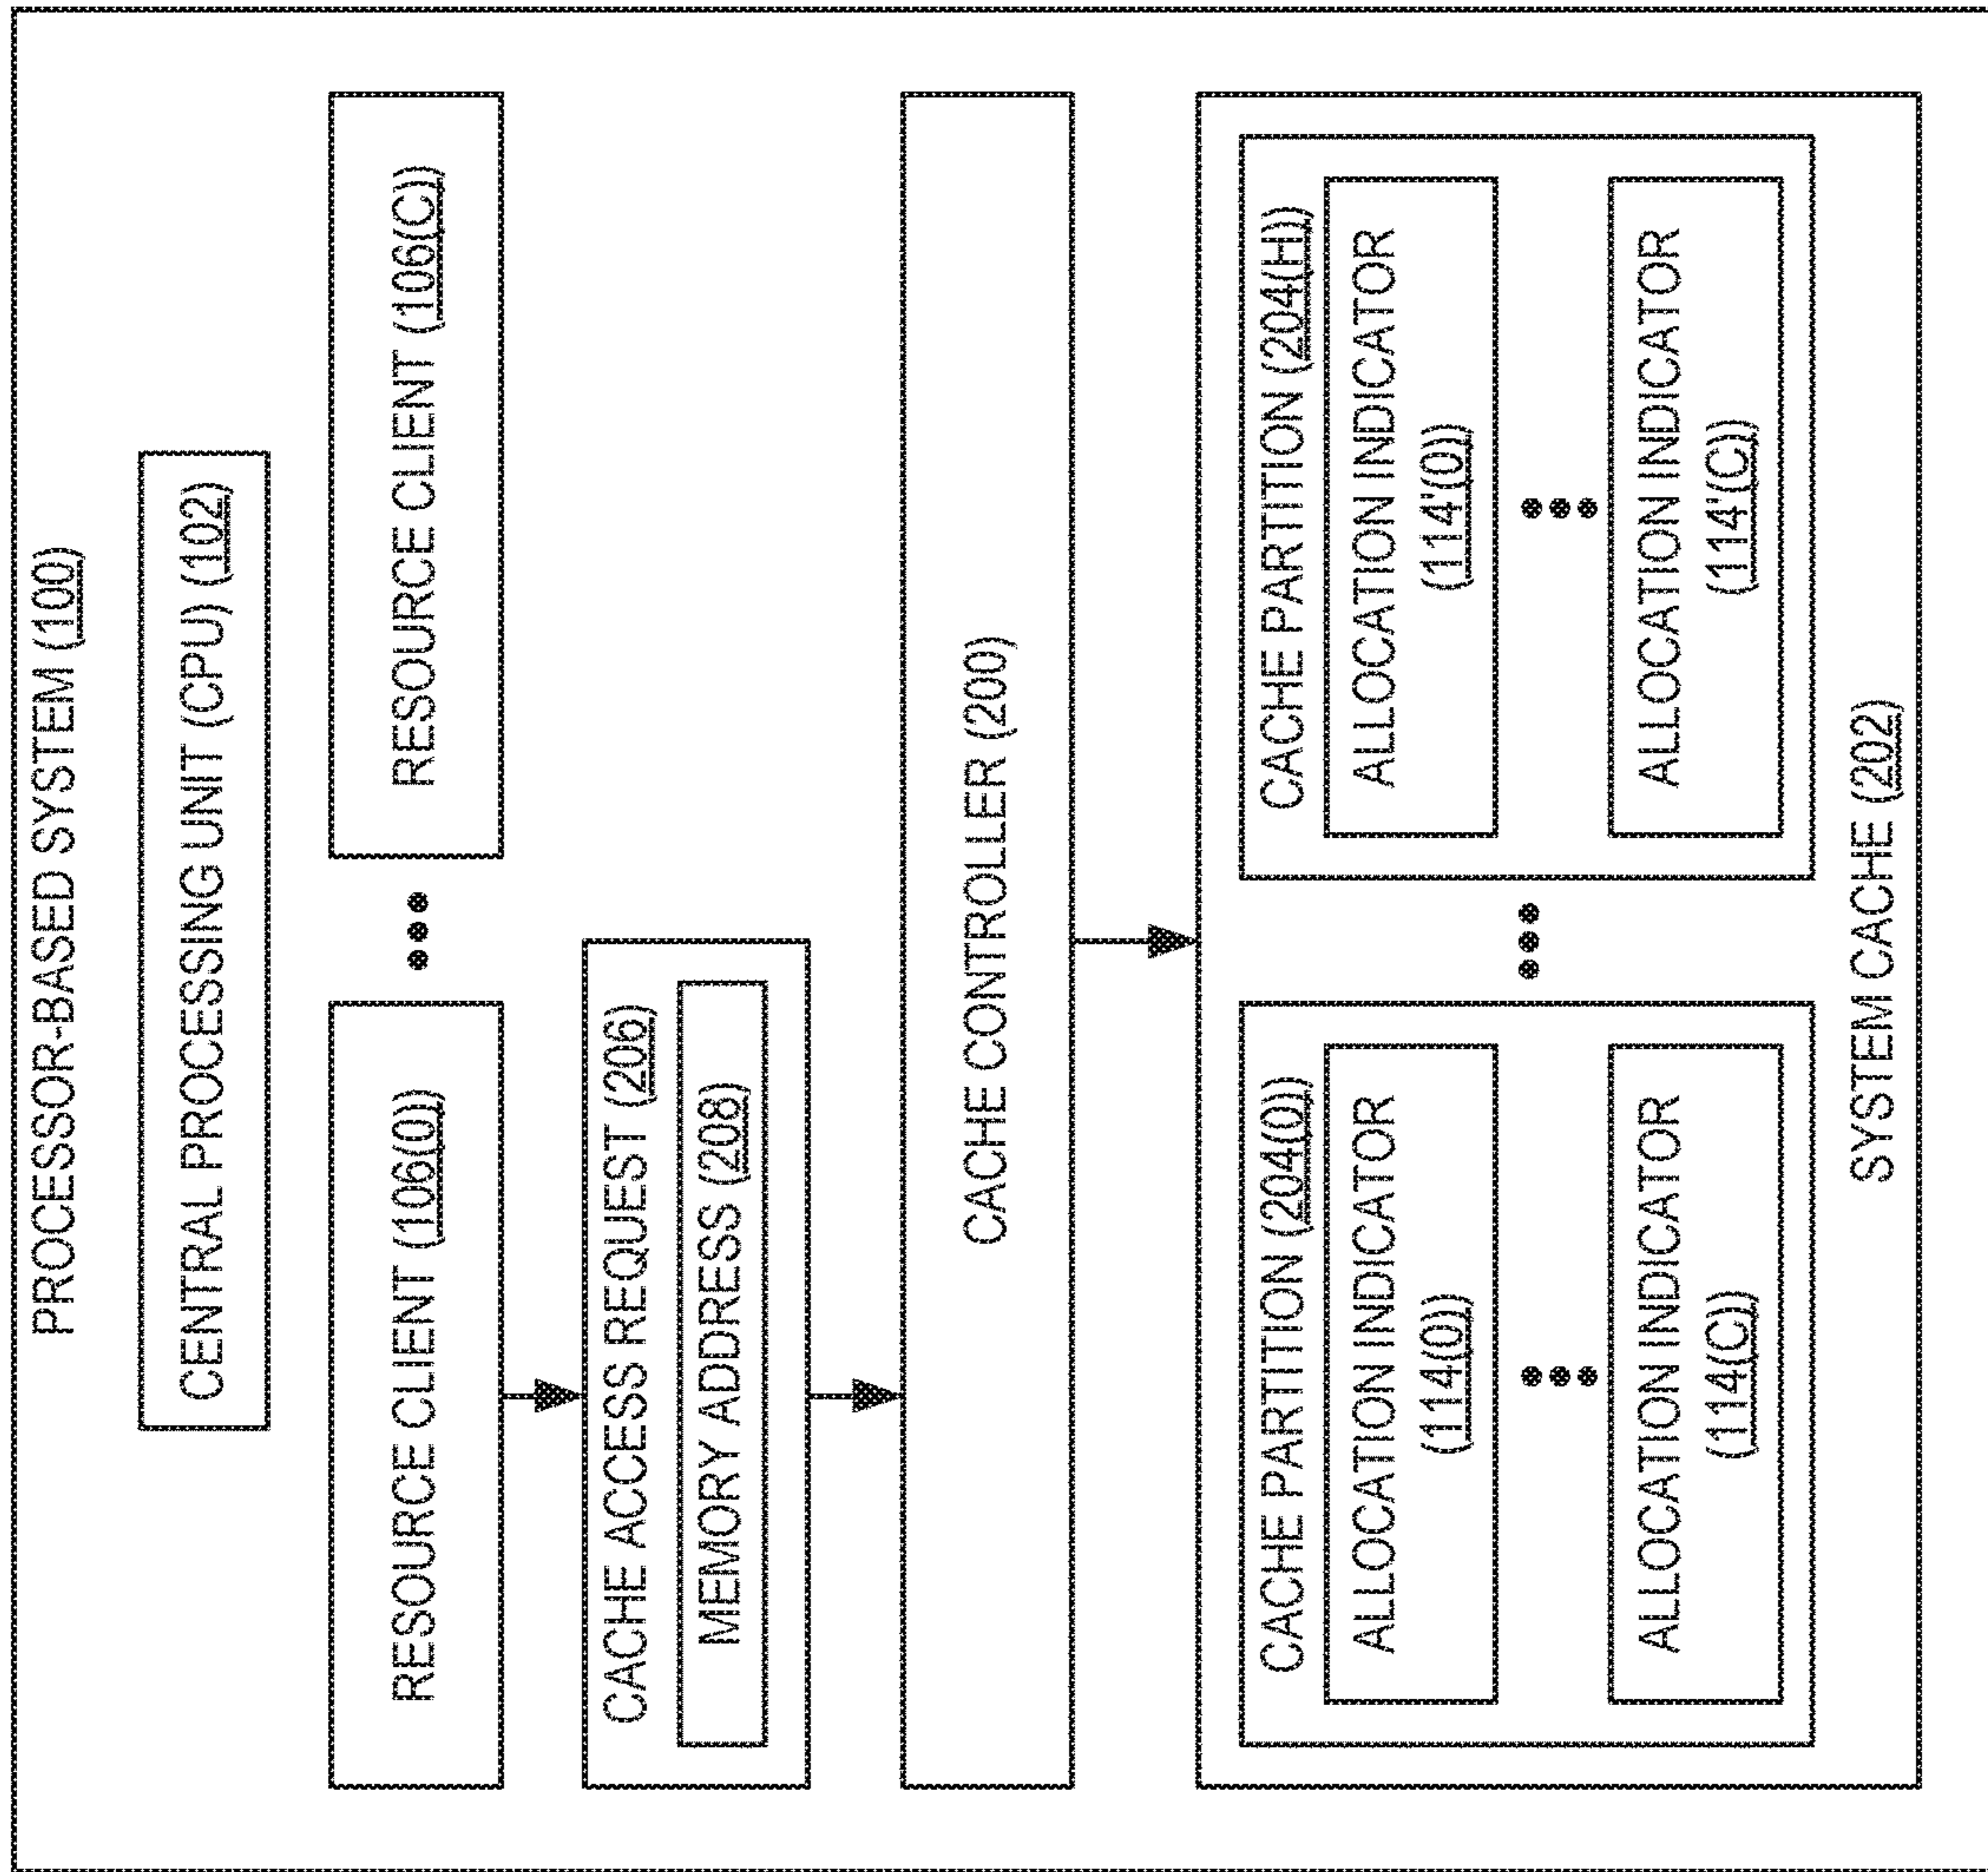 PROCESSOR-BASED SYSTEM (100)
CENTRAL PROCESSING UNIT (CPU) (102)
RESOURCE CLIENT (106(0))
RESOURCE CLIENT (106(C))
CACHE ACCESS REQUEST (206)
MEMORY ADDRESS (208)
CACHE CONTROLLER (200)
CACHE PARTITION (204(0))
ALLOCATION INDICATOR
(114(0))
ALLOCATION INDICATOR
(114(C))
CACHE PARTITION (204(H))
ALLOCATION INDICATOR
(114'(0))
ALLOCATION INDICATOR
(114'(C))
SYSTEM CACHE (202)